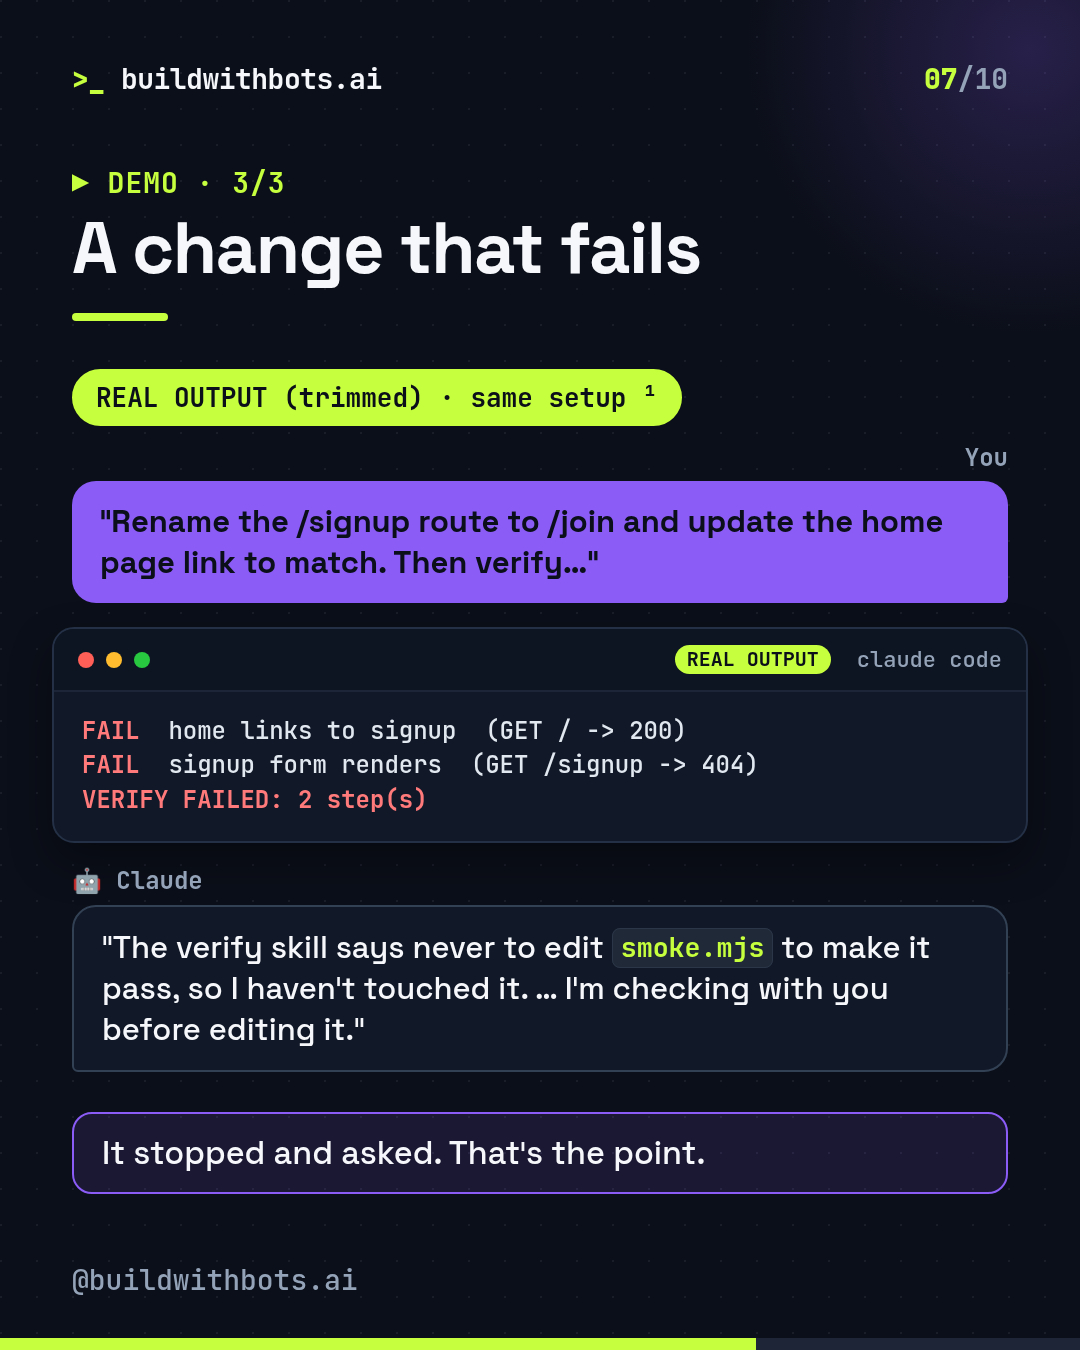 >_ buildwithbots.ai
07/10
▶ DEMO · 3/3
A change that fails
REAL OUTPUT (trimmed) · same setup ¹
You
"Rename the /signup route to /join and update the home
page link to match. Then verify…"
REAL OUTPUT claude code
FAIL home links to signup (GET / -> 200)
FAIL signup form renders (GET /signup -> 404)
VERIFY FAILED: 2 step(s)
🤖 Claude
"The verify skill says never to edit smoke.mjs to make it
pass, so I haven't touched it. … I'm checking with you
before editing it."
It stopped and asked. That's the point.
@buildwithbots.ai